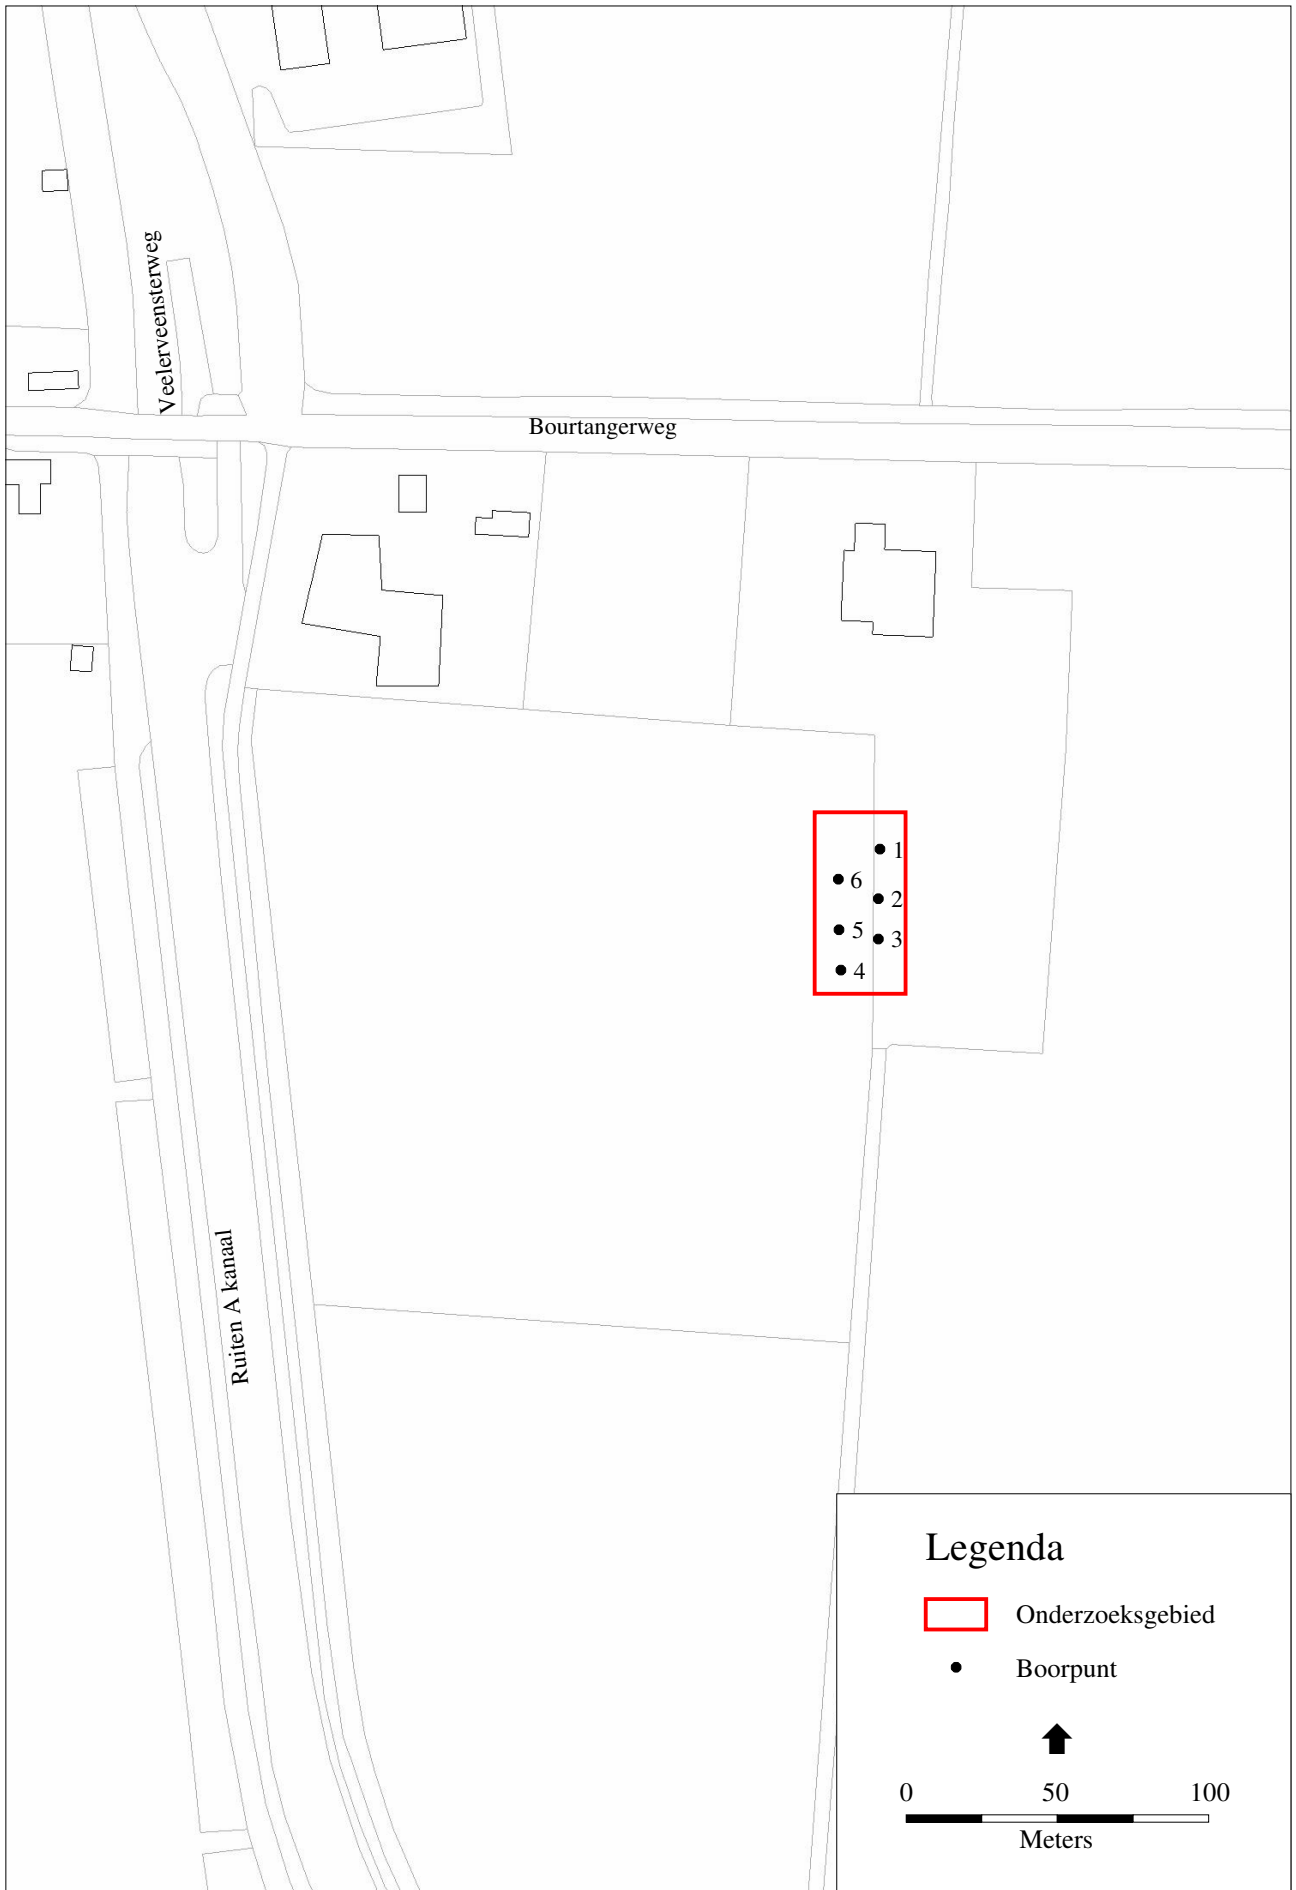 Veelerveensterweg
Bourtangerweg
1
6
2
5
3
4
Ruiten A kanaal
Legenda
Onderzoeksgebied
Boorpunt
0 50 100
Meters